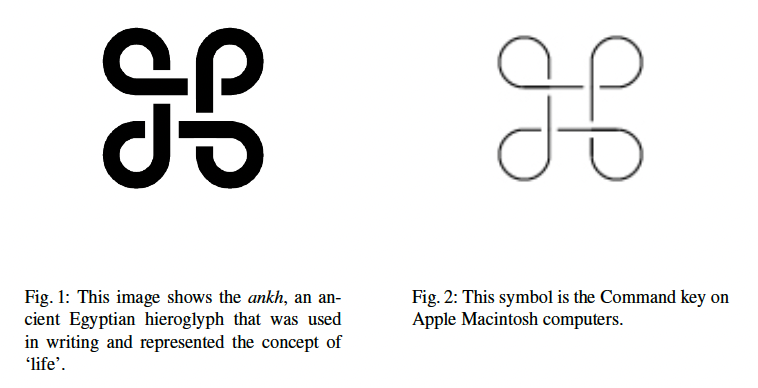 Fig. 1: This image shows the ankh, an an-
cient Egyptian hieroglyph that was used
in writing and represented the concept of
‘life’.
Fig. 2: This symbol is the Command key on
Apple Macintosh computers.